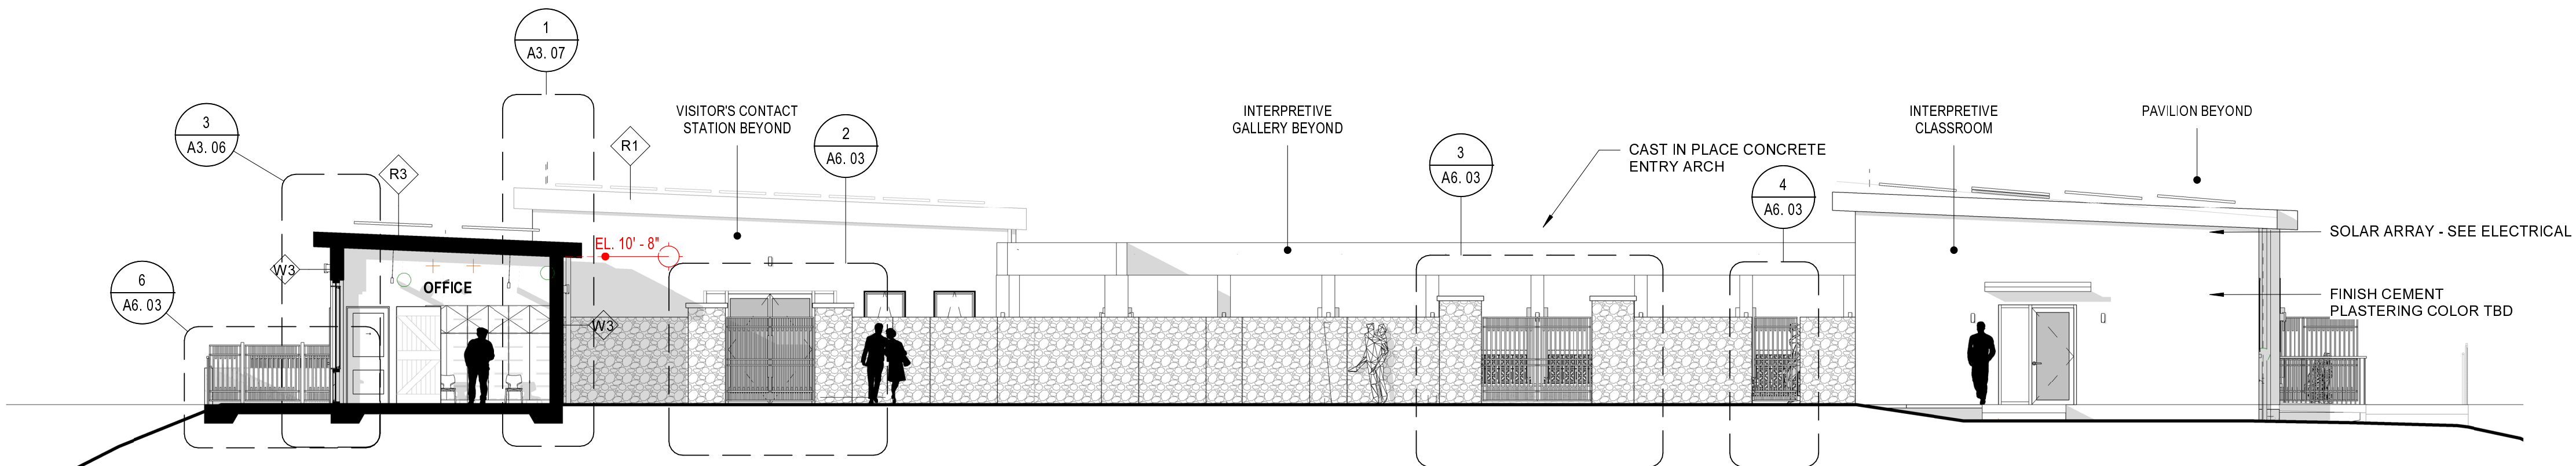 1
A3. 07
3
A3. 06
VISITOR'S CONTACT
STATION BEYOND
2
A6. 03
R1
R3
INTERPRETIVE
GALLERY BEYOND
CAST IN PLACE CONCRETE
ENTRY ARCH
3
A6. 03
4
A6. 03
INTERPRETIVE
CLASSROOM
PAVILION BEYOND
SOLAR ARRAY - SEE ELECTRICAL
EL. 10' - 8"
W3
6
A6. 03
OFFICE
W3
FINISH CEMENT
PLASTERING COLOR TBD